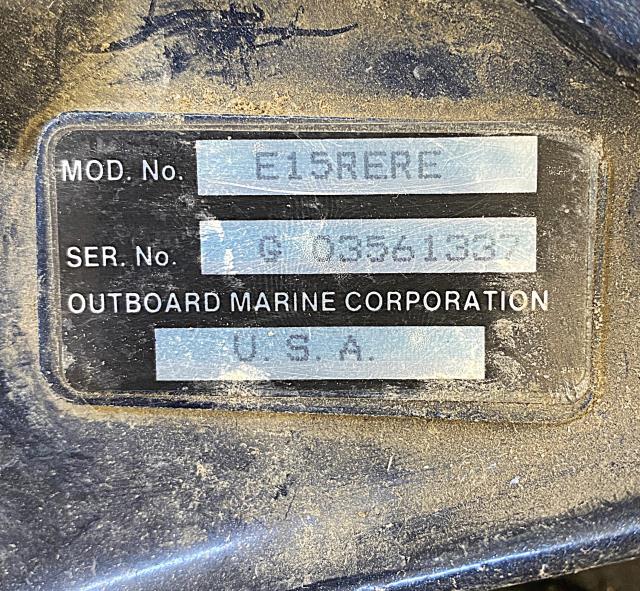 MOD. No. E15RERE
SER. No. G 03561337
OUTBOARD MARINE CORPORATION
U. S. A.